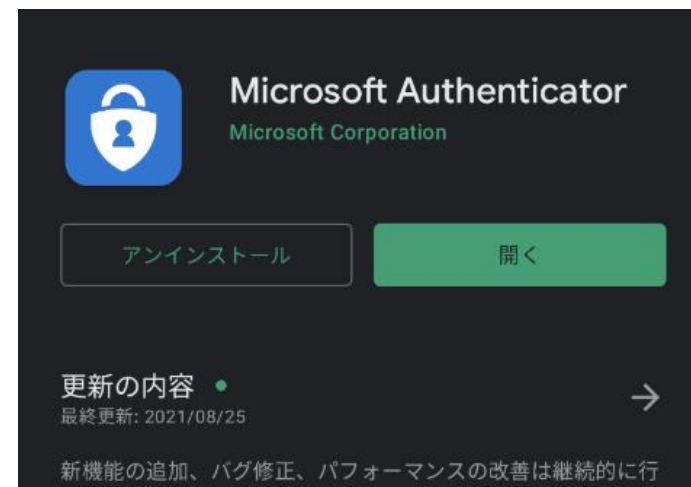 Microsoft Authenticator
Microsoft Corporation
アンインストール
開く
更新の内容
最終更新: 2021/08/25
新機能の追加、バグ修正、パフォーマンスの改善は継続的に行